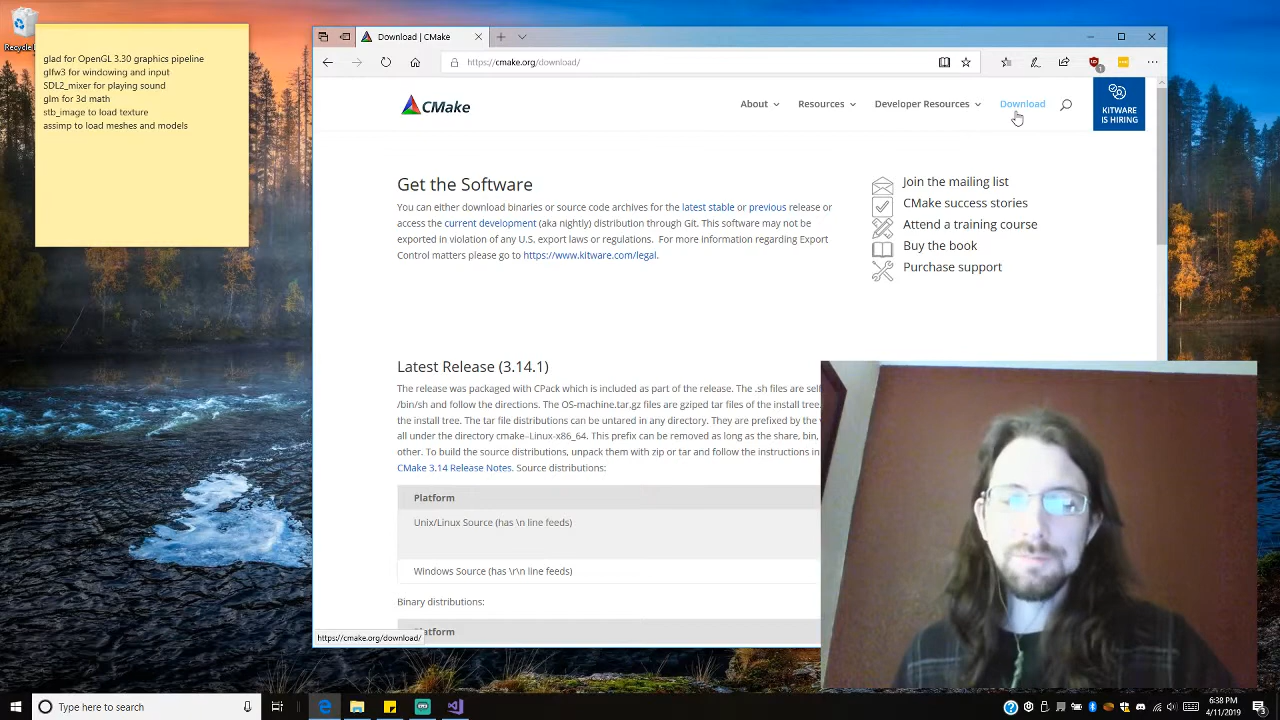 Recycle
glad for OpenGL 3.30 graphics pipeline
glfw3 for windowing and input
SDL2_mixer for playing sound
glm for 3d math
stb_image to load texture
assimp to load meshes and models
Download | CMake
https://cmake.org/download/
1
CMake
About
Resources
Developer Resources
Download
KITWARE
IS HIRING
Get the Software
You can either download binaries or source code archives for the latest stable or previous release or
access the current development (aka nightly) distribution through Git. This software may not be
exported in violation of any U.S. export laws or regulations. For more information regarding Export
Control matters please go to https://www.kitware.com/legal.
Join the mailing list
CMake success stories
Attend a training course
Buy the book
Purchase support
Latest Release (3.14.1)
The release was packaged with CPack which is included as part of the release. The .sh files are self
/bin/sh and follow the directions. The OS-machine.tar.gz files are gziped tar files of the install tree.
the install tree. The tar file distributions can be untared in any directory. They are prefixed by the
all under the directory cmake-Linux-x86_64. This prefix can be removed as long as the share, bin,
other. To build the source distributions, unpack them with zip or tar and follow the instructions in
CMake 3.14 Release Notes. Source distributions:
Platform
Unix/Linux Source (has \n line feeds)
Windows Source (has \r\n line feeds)
Binary distributions:
Platform
https://cmake.org/download/
Type here to search
6:38 PM
4/11/2019